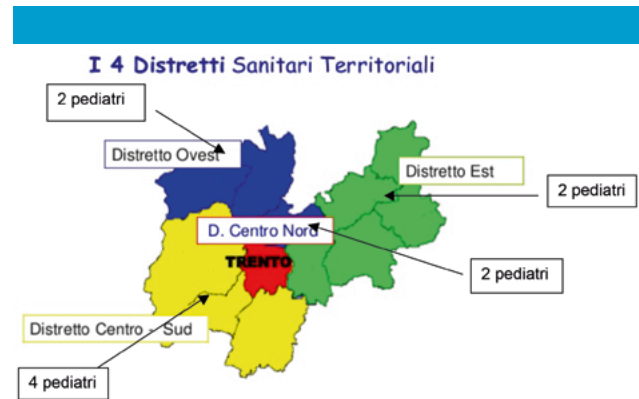 I 4 Distretti Sanitari Territoriali
2 pediatri
Distretto Ovest
Distretto Est
2 pediatri
D. Centro Nord
TRENTO
2 pediatri
Distretto Centro - Sud
4 pediatri